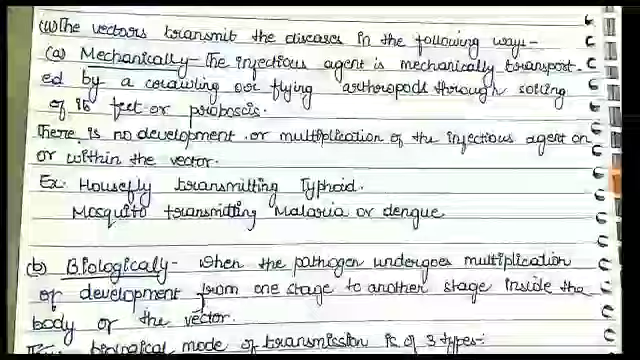 (ii) The vectors transmit the diseases in the following ways-
(a) Mechanically - The infectious agent is mechanically transport-
ed by a crawling or flying arthropods through soiling
of its feet or proboscis.
There is no development or multiplication of the infectious agent on
or within the vector.
Ex. Housefly transmitting Typhoid.
Mosquito transmitting Malaria or dengue
(b) Biologically - When the pathogen undergoes multiplication
or development from one stage to another stage inside the
body of the vector.
biological mode of transmission is of 3 types:-